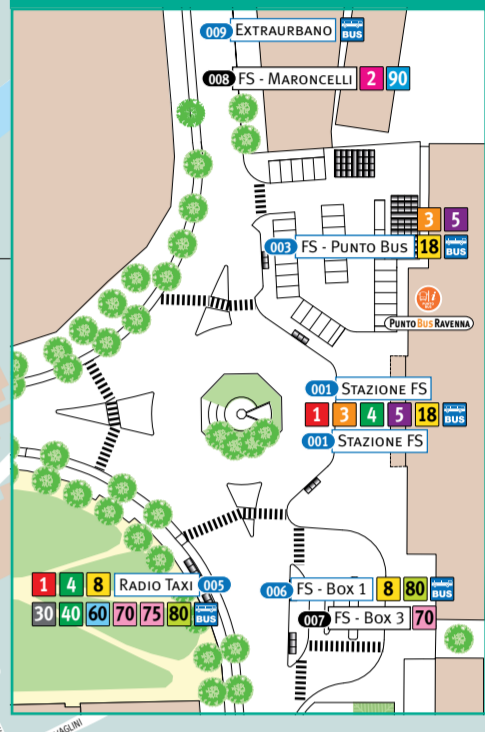 009 EXTRAURBANO BUS
008 FS - MARONCELLI 2 90
3 5
003 FS - PUNTO BUS 18 BUS
PUNTO BUS RAVENNA
001 STAZIONE FS
1 3 4 5 18 BUS
001 STAZIONE FS
1 4 8 RADIO TAXI 005
30 40 60 70 75 80 BUS
006 FS - BOX 1 8 80 BUS
007 FS - BOX 3 70
VAGLINI